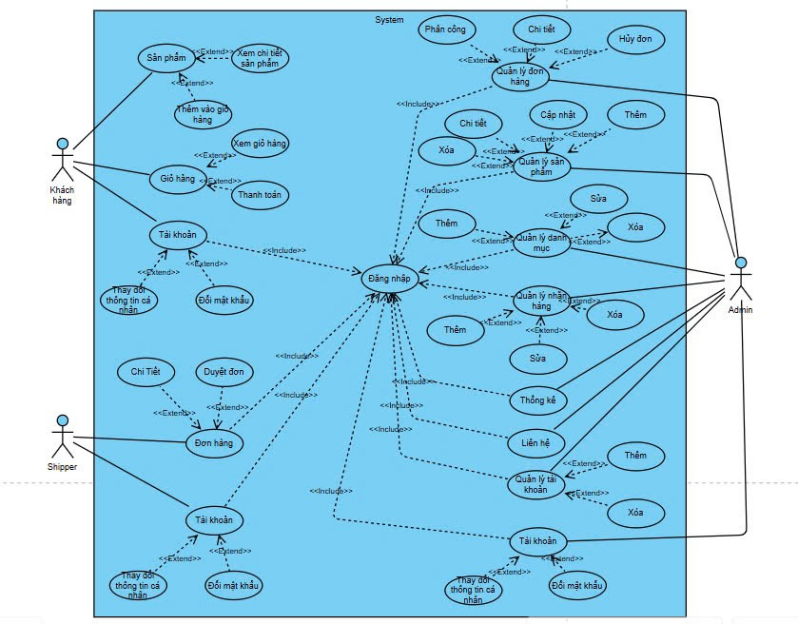 System
Phân công
Chi tiết
Hủy đơn
Sản phẩm
<<Extend>>
Xem chi tiết
sản phẩm
<<Extend>>
<<Extend>>
<<Extend>>
Quản lý đơn
hàng
<<Extend>>
Thêm vào giỏ
hàng
<<Include>>
Chi tiết
Cập nhật
Thêm
Xem giỏ hàng
<<Extend>>
<<Extend>>
Xóa
<<Extend>>
Quản lý sản
phẩm
<<Extend>>
Khách
hàng
Giỏ hàng
<<Extend>>
Thanh toán
<<Include>>
Sửa
<<Extend>>
Thêm
Xóa
Tài khoản
<<Include>>
<<Extend>>
Quản lý danh
mục
<<Extend>>
<<Extend>>
<<Extend>>
Đăng nhập
<<Include>>
Thay đổi
thông tin cá
nhân
Đổi mật khẩu
<<Include>>
Quản lý nhãn
hàng
<<Extend>>
Admin
Thêm
<<Extend>>
<<Extend>>
Xóa
<<Include>>
Sửa
Chi Tiết
Duyệt đơn
<<Include>>
<<Include>>
Thống kê
<<Extend>>
<<Extend>>
<<Include>>
Shipper
Đơn hàng
<<Include>>
Liên hệ
Thêm
<<Extend>>
Quản lý tài
khoản
<<Include>>
<<Extend>>
Xóa
Tài khoản
Tài khoản
<<Extend>>
<<Extend>>
<<Extend>>
<<Extend>>
Thay đổi
thông tin cá
nhân
Đổi mật khẩu
Thay đổi
thông tin cá
nhân
Đổi mật khẩu